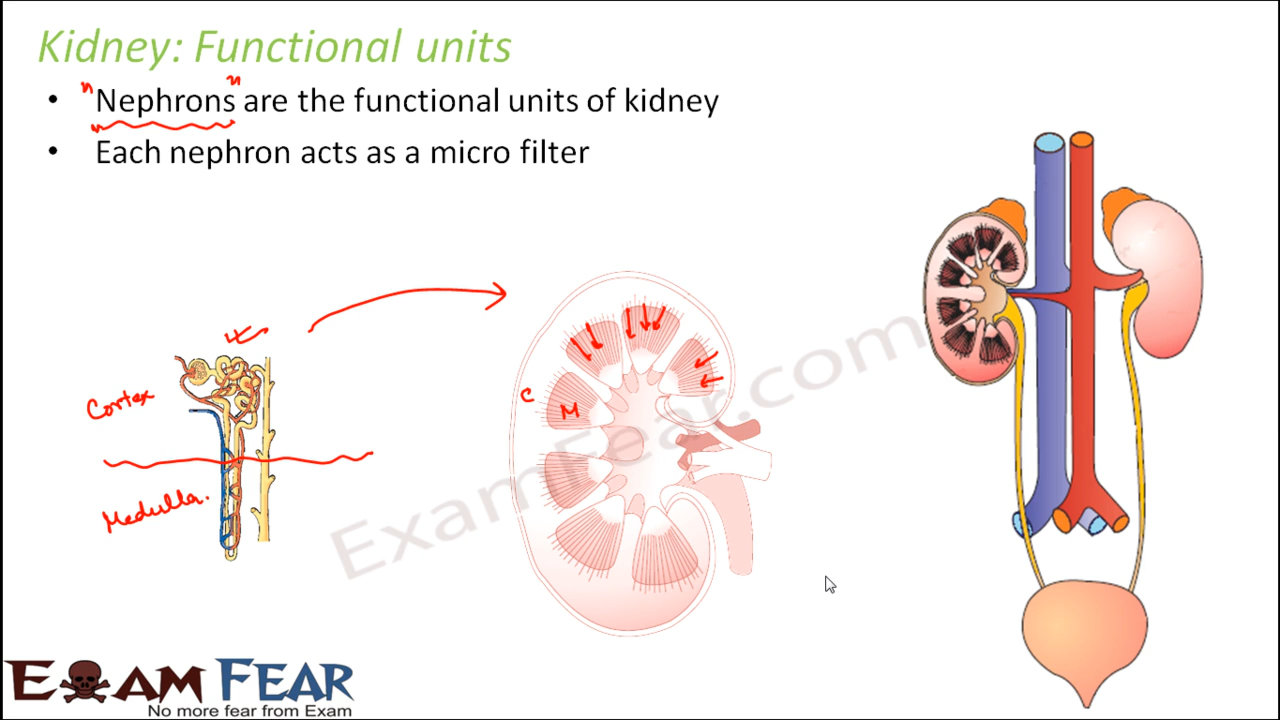 Kidney: Functional units
• "Nephrons" are the functional units of kidney
• Each nephron acts as a micro filter
Cortex
Medulla.
C
M
ExamFear.com
EXAM FEAR
No more fear from Exam